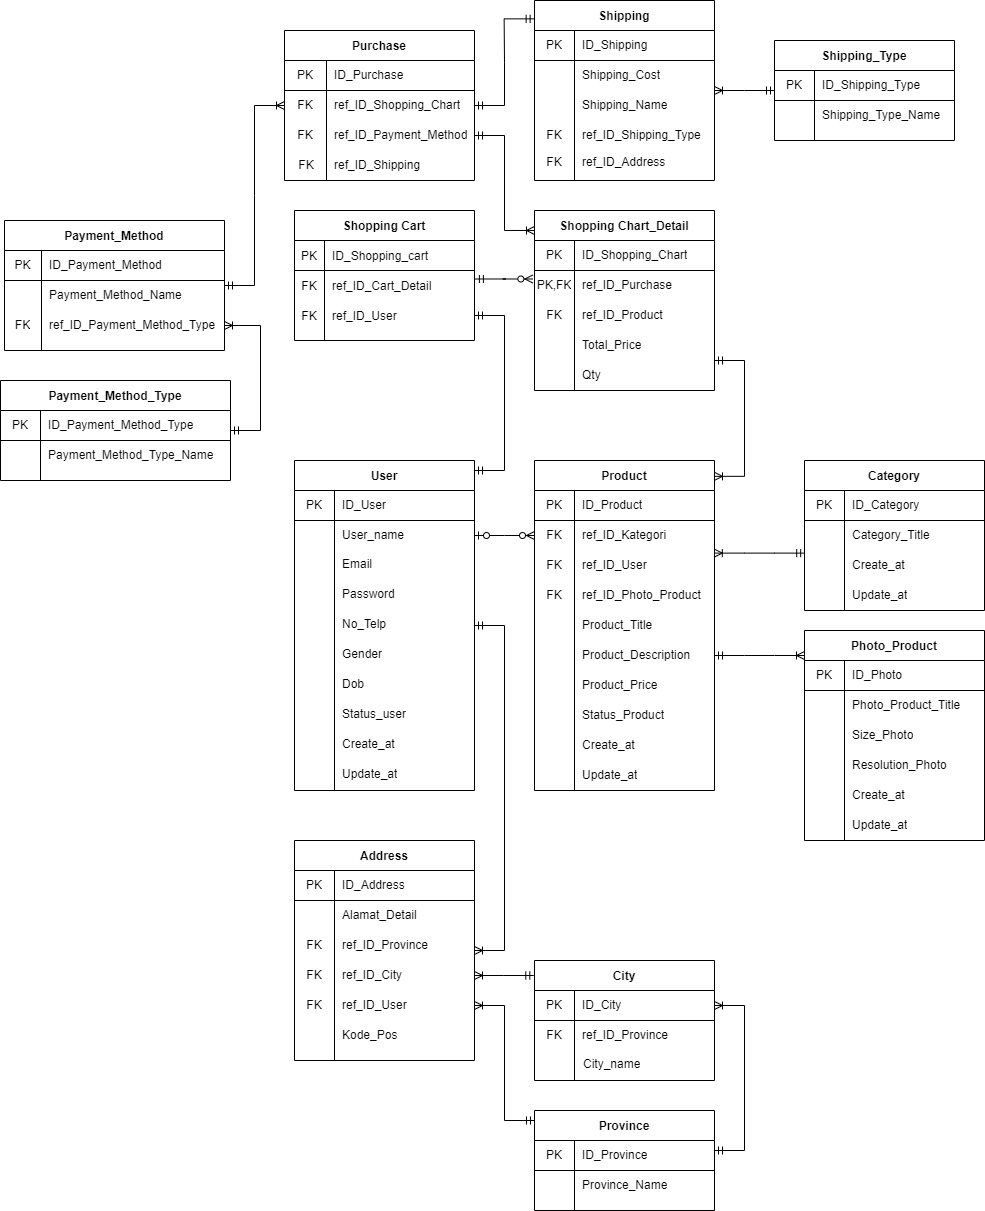 Shipping
PK ID_Shipping
Shipping_Cost
Shipping_Name
FK ref_ID_Shipping_Type
FK ref_ID_Address
Purchase
PK ID_Purchase
FK ref_ID_Shopping_Chart
FK ref_ID_Payment_Method
FK ref_ID_Shipping
Shipping_Type
PK ID_Shipping_Type
Shipping_Type_Name
Payment_Method
PK ID_Payment_Method
Payment_Method_Name
FK ref_ID_Payment_Method_Type
Shopping Cart
PK ID_Shopping_cart
FK ref_ID_Cart_Detail
FK ref_ID_User
Shopping Chart_Detail
PK ID_Shopping_Chart
PK,FK ref_ID_Purchase
FK ref_ID_Product
Total_Price
Qty
Payment_Method_Type
PK ID_Payment_Method_Type
Payment_Method_Type_Name
User
PK ID_User
User_name
Email
Password
No_Telp
Gender
Dob
Status_user
Create_at
Update_at
Product
PK ID_Product
FK ref_ID_Kategori
FK ref_ID_User
FK ref_ID_Photo_Product
Product_Title
Product_Description
Product_Price
Status_Product
Create_at
Update_at
Category
PK ID_Category
Category_Title
Create_at
Update_at
Photo_Product
PK ID_Photo
Photo_Product_Title
Size_Photo
Resolution_Photo
Create_at
Update_at
Address
PK ID_Address
Alamat_Detail
FK ref_ID_Province
FK ref_ID_City
FK ref_ID_User
Kode_Pos
City
PK ID_City
FK ref_ID_Province
City_name
Province
PK ID_Province
Province_Name